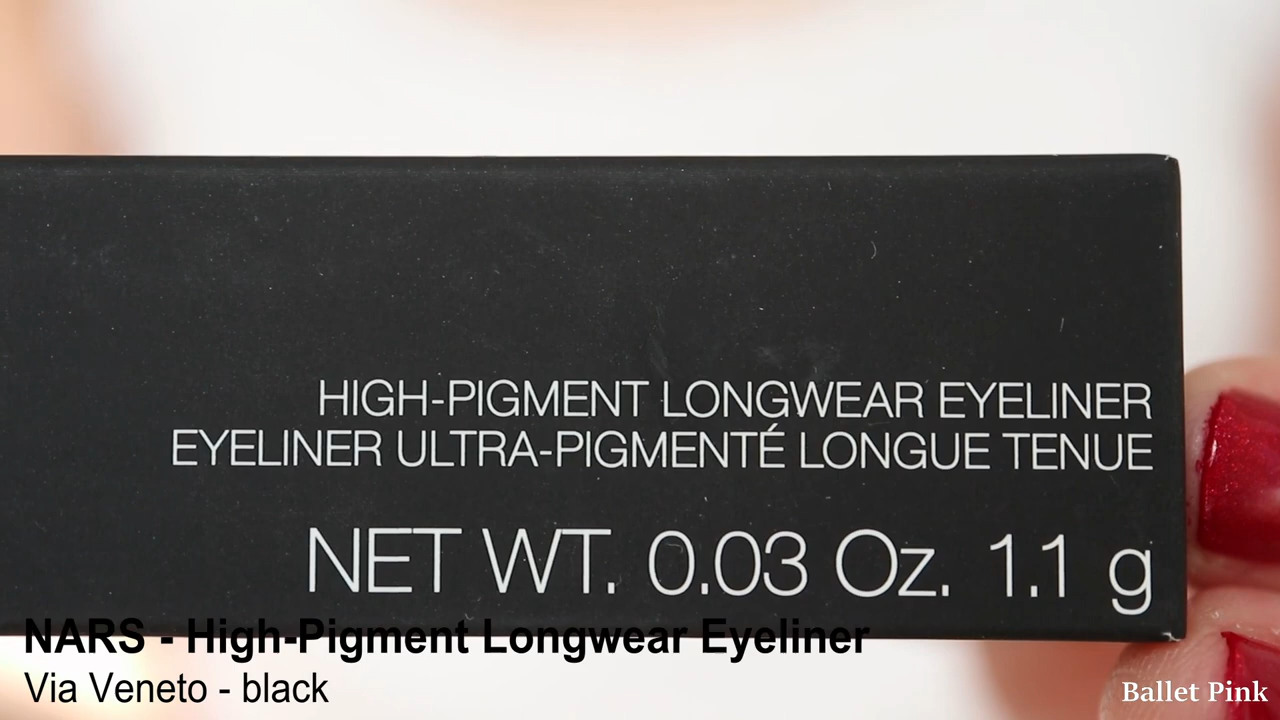 HIGH-PIGMENT LONGWEAR EYELINER
EYELINER ULTRA-PIGMENTÉ LONGUE TENUE
NET WT. 0.03 Oz. 1.1 g
NARS - High-Pigment Longwear Eyeliner
Via Veneto - black
Ballet Pink